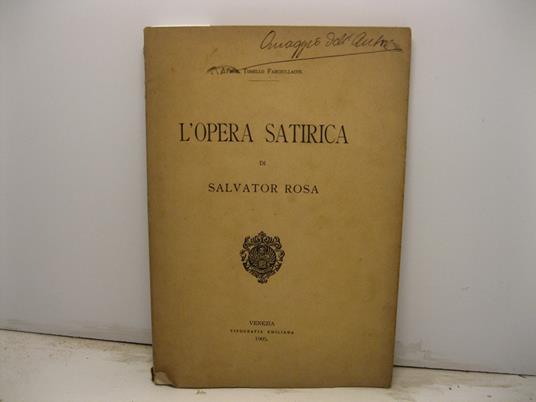 Omaggio dell'Autore
L'OPERA SATIRICA
DI
SALVATOR ROSA
VENEZIA
TIPOGRAFIA EMILIANA
1905.